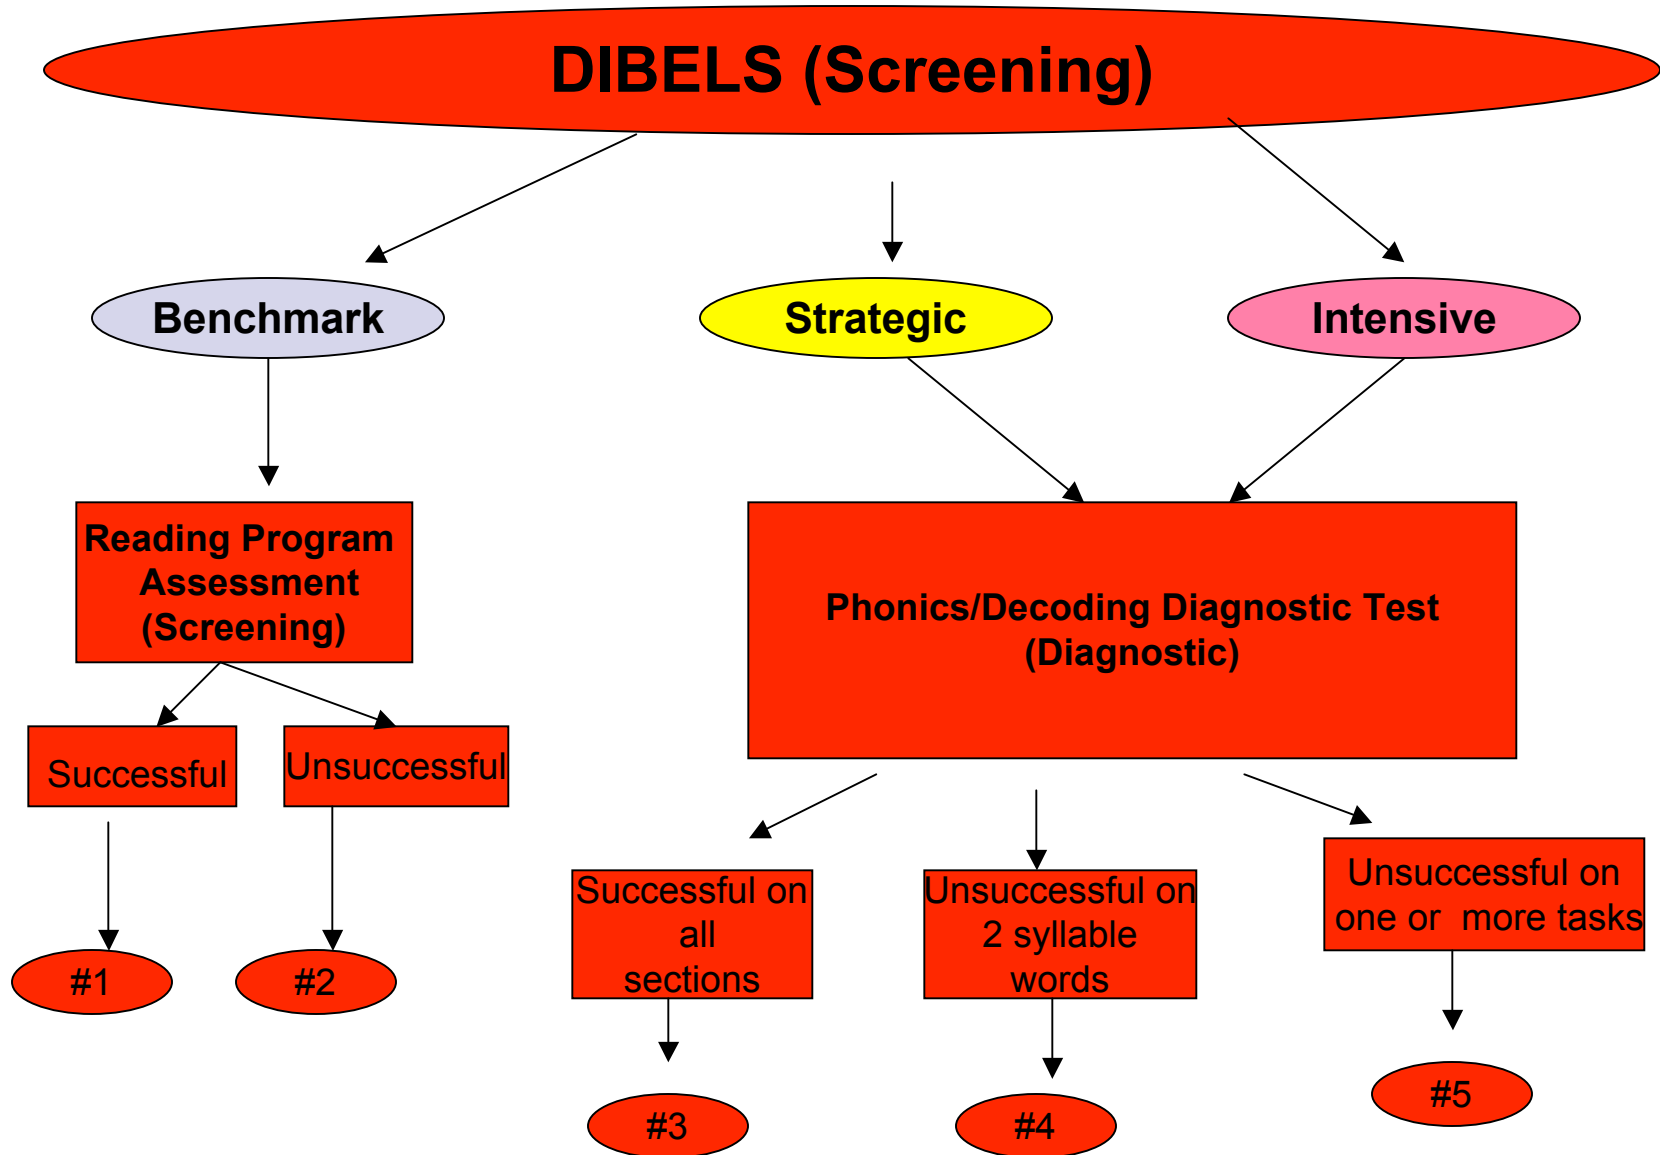 DIBELS (Screening)
Benchmark
Strategic
Intensive
Reading Program
Assessment
(Screening)
Phonics/Decoding Diagnostic Test
(Diagnostic)
Successful
Unsuccessful
Successful on
all
sections
Unsuccessful on
2 syllable
words
Unsuccessful on
one or more tasks
#1
#2
#3
#4
#5